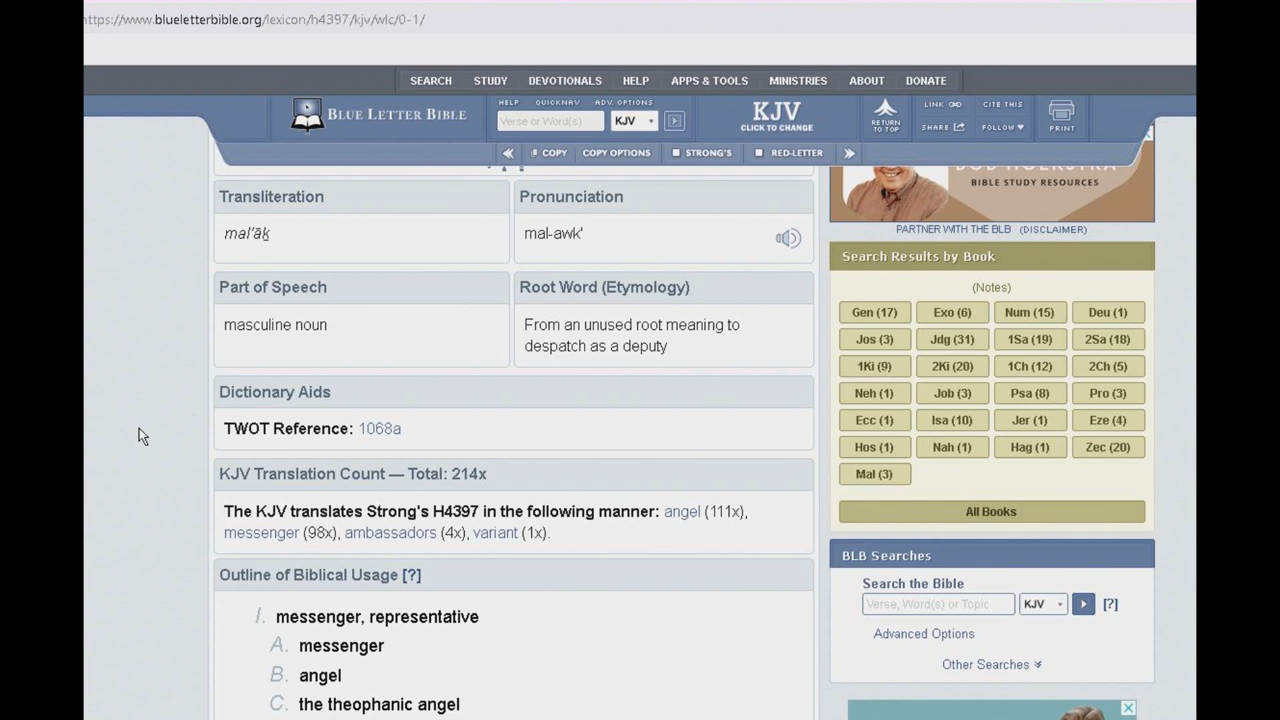 https://www.blueletterbible.org/lexicon/h4397/kjv/wlc/0-1/
SEARCH STUDY DEVOTIONALS HELP APPS & TOOLS MINISTRIES ABOUT DONATE
BLUE LETTER BIBLE
HELP QUICKNAV ADV. OPTIONS
Verse or Word(s) KJV
KJV
CLICK TO CHANGE
RETURN
TO TOP
LINK CITE THIS
SHARE FOLLOW
PRINT
COPY COPY OPTIONS STRONG'S RED-LETTER
Transliteration
mal'āḵ
Pronunciation
mal-awk'
Part of Speech
masculine noun
Root Word (Etymology)
From an unused root meaning to
despatch as a deputy
Dictionary Aids
TWOT Reference: 1068a
KJV Translation Count — Total: 214x
The KJV translates Strong's H4397 in the following manner: angel (111x),
messenger (98x), ambassadors (4x), variant (1x).
Outline of Biblical Usage [?]
I. messenger, representative
A. messenger
B. angel
C. the theophanic angel
BIBLE STUDY RESOURCES
PARTNER WITH THE BLB (DISCLAIMER)
Search Results by Book
(Notes)
Gen (17) Exo (6) Num (15) Deu (1)
Jos (3) Jdg (31) 1Sa (19) 2Sa (18)
1Ki (9) 2Ki (20) 1Ch (12) 2Ch (5)
Neh (1) Job (3) Psa (8) Pro (3)
Ecc (1) Isa (10) Jer (1) Eze (4)
Hos (1) Nah (1) Hag (1) Zec (20)
Mal (3)
All Books
BLB Searches
Search the Bible
Verse, Word(s) or Topic KJV [?]
Advanced Options
Other Searches